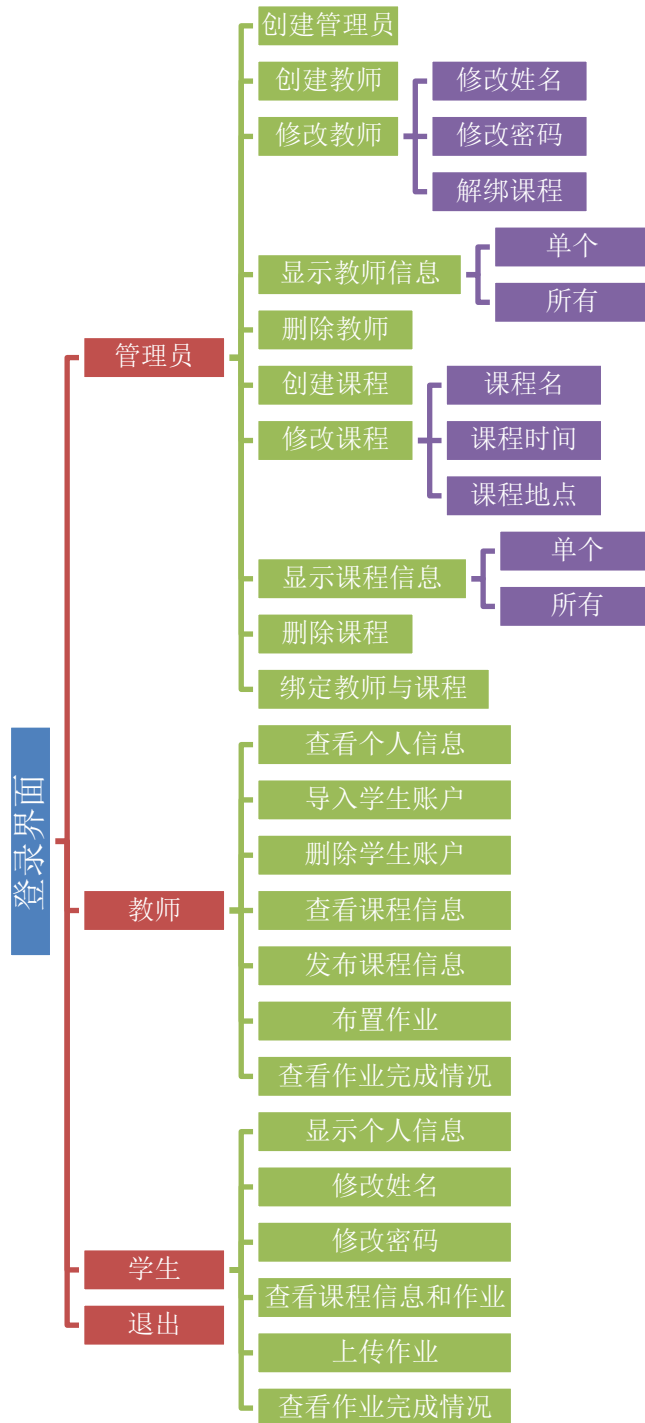 登录界面
管理员
创建管理员
创建教师
修改教师
修改姓名
修改密码
解绑课程
显示教师信息
单个
所有
删除教师
创建课程
修改课程
课程名
课程时间
课程地点
显示课程信息
单个
所有
删除课程
绑定教师与课程
教师
查看个人信息
导入学生账户
删除学生账户
查看课程信息
发布课程信息
布置作业
查看作业完成情况
学生
显示个人信息
修改姓名
修改密码
查看课程信息和作业
上传作业
查看作业完成情况
退出